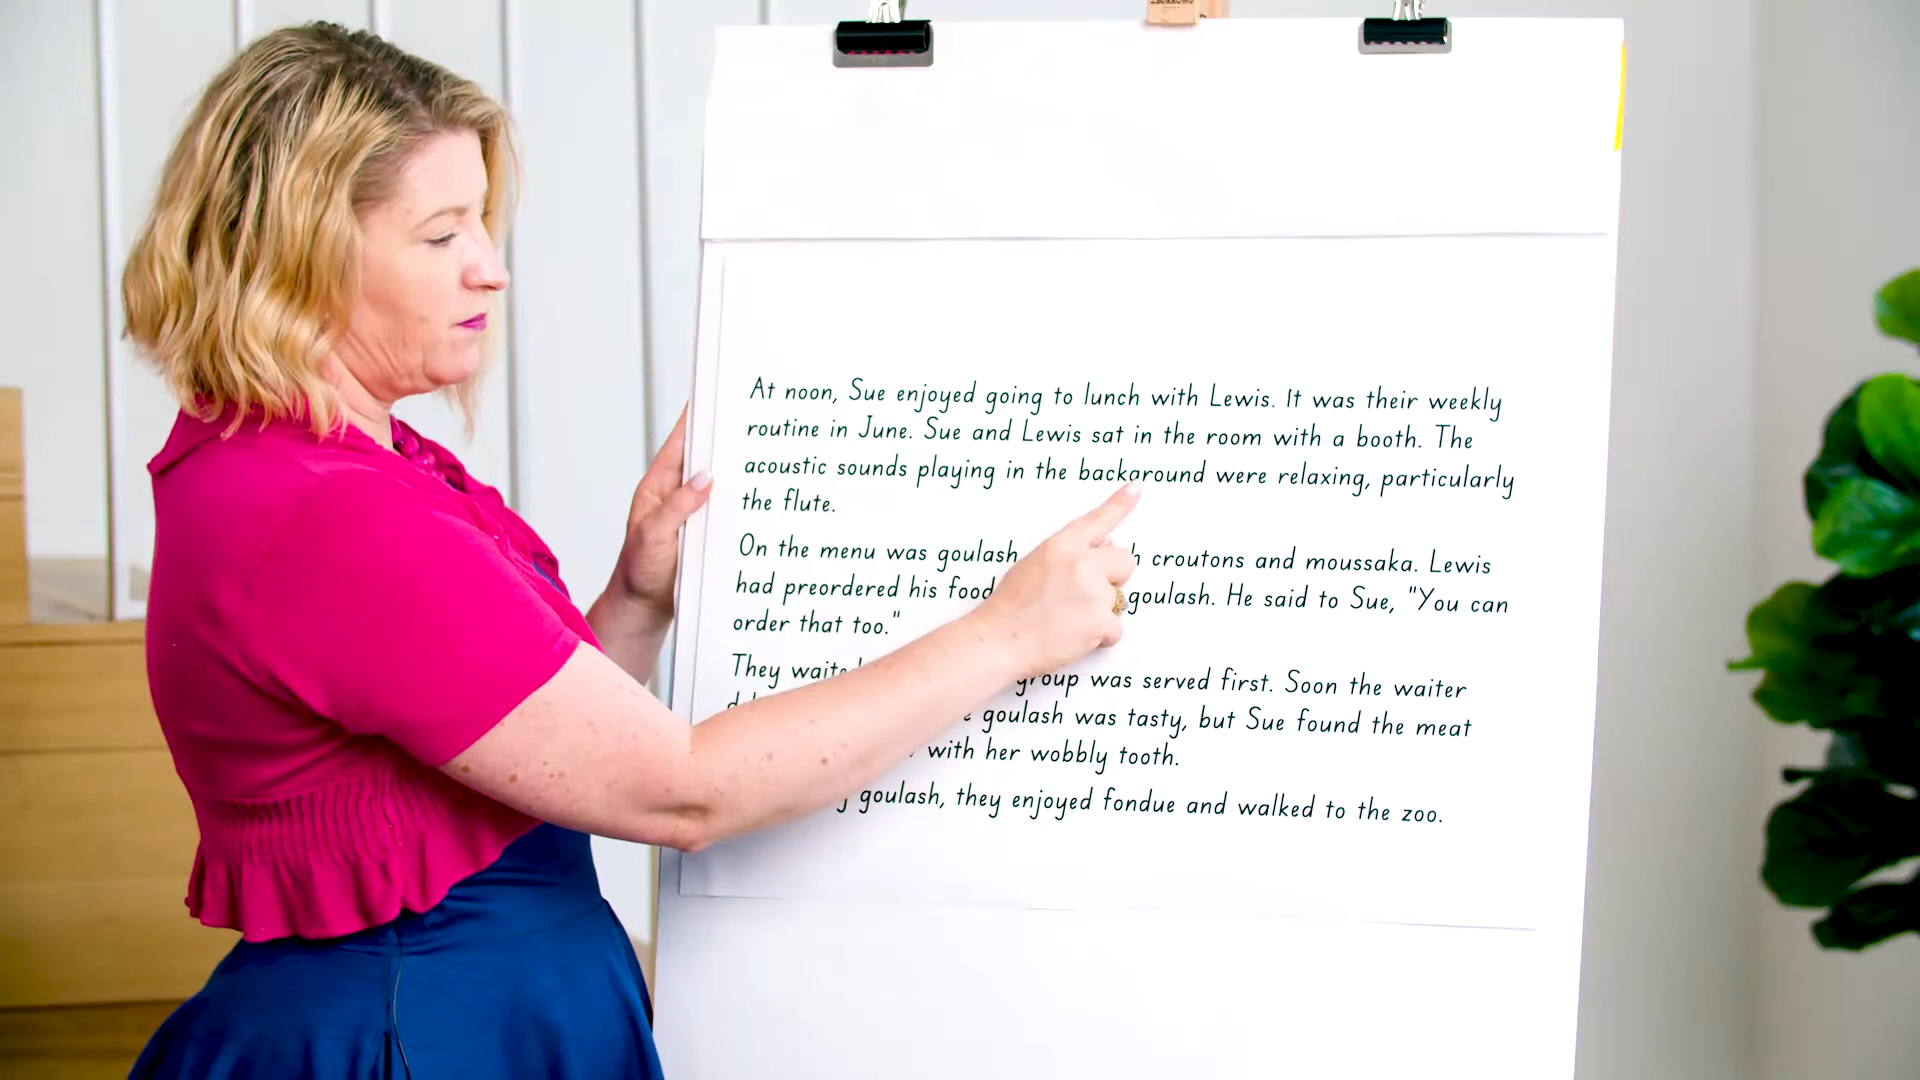 At noon, Sue enjoyed going to lunch with Lewis. It was their weekly
routine in June. Sue and Lewis sat in the room with a booth. The
acoustic sounds playing in the background were relaxing, particularly
the flute.
On the menu was goulash croutons and moussaka. Lewis
had preordered his food goulash. He said to Sue, "You can
order that too."
They group was served first. Soon the waiter
goulash was tasty, but Sue found the meat
with her wobbly tooth.
goulash, they enjoyed fondue and walked to the zoo.